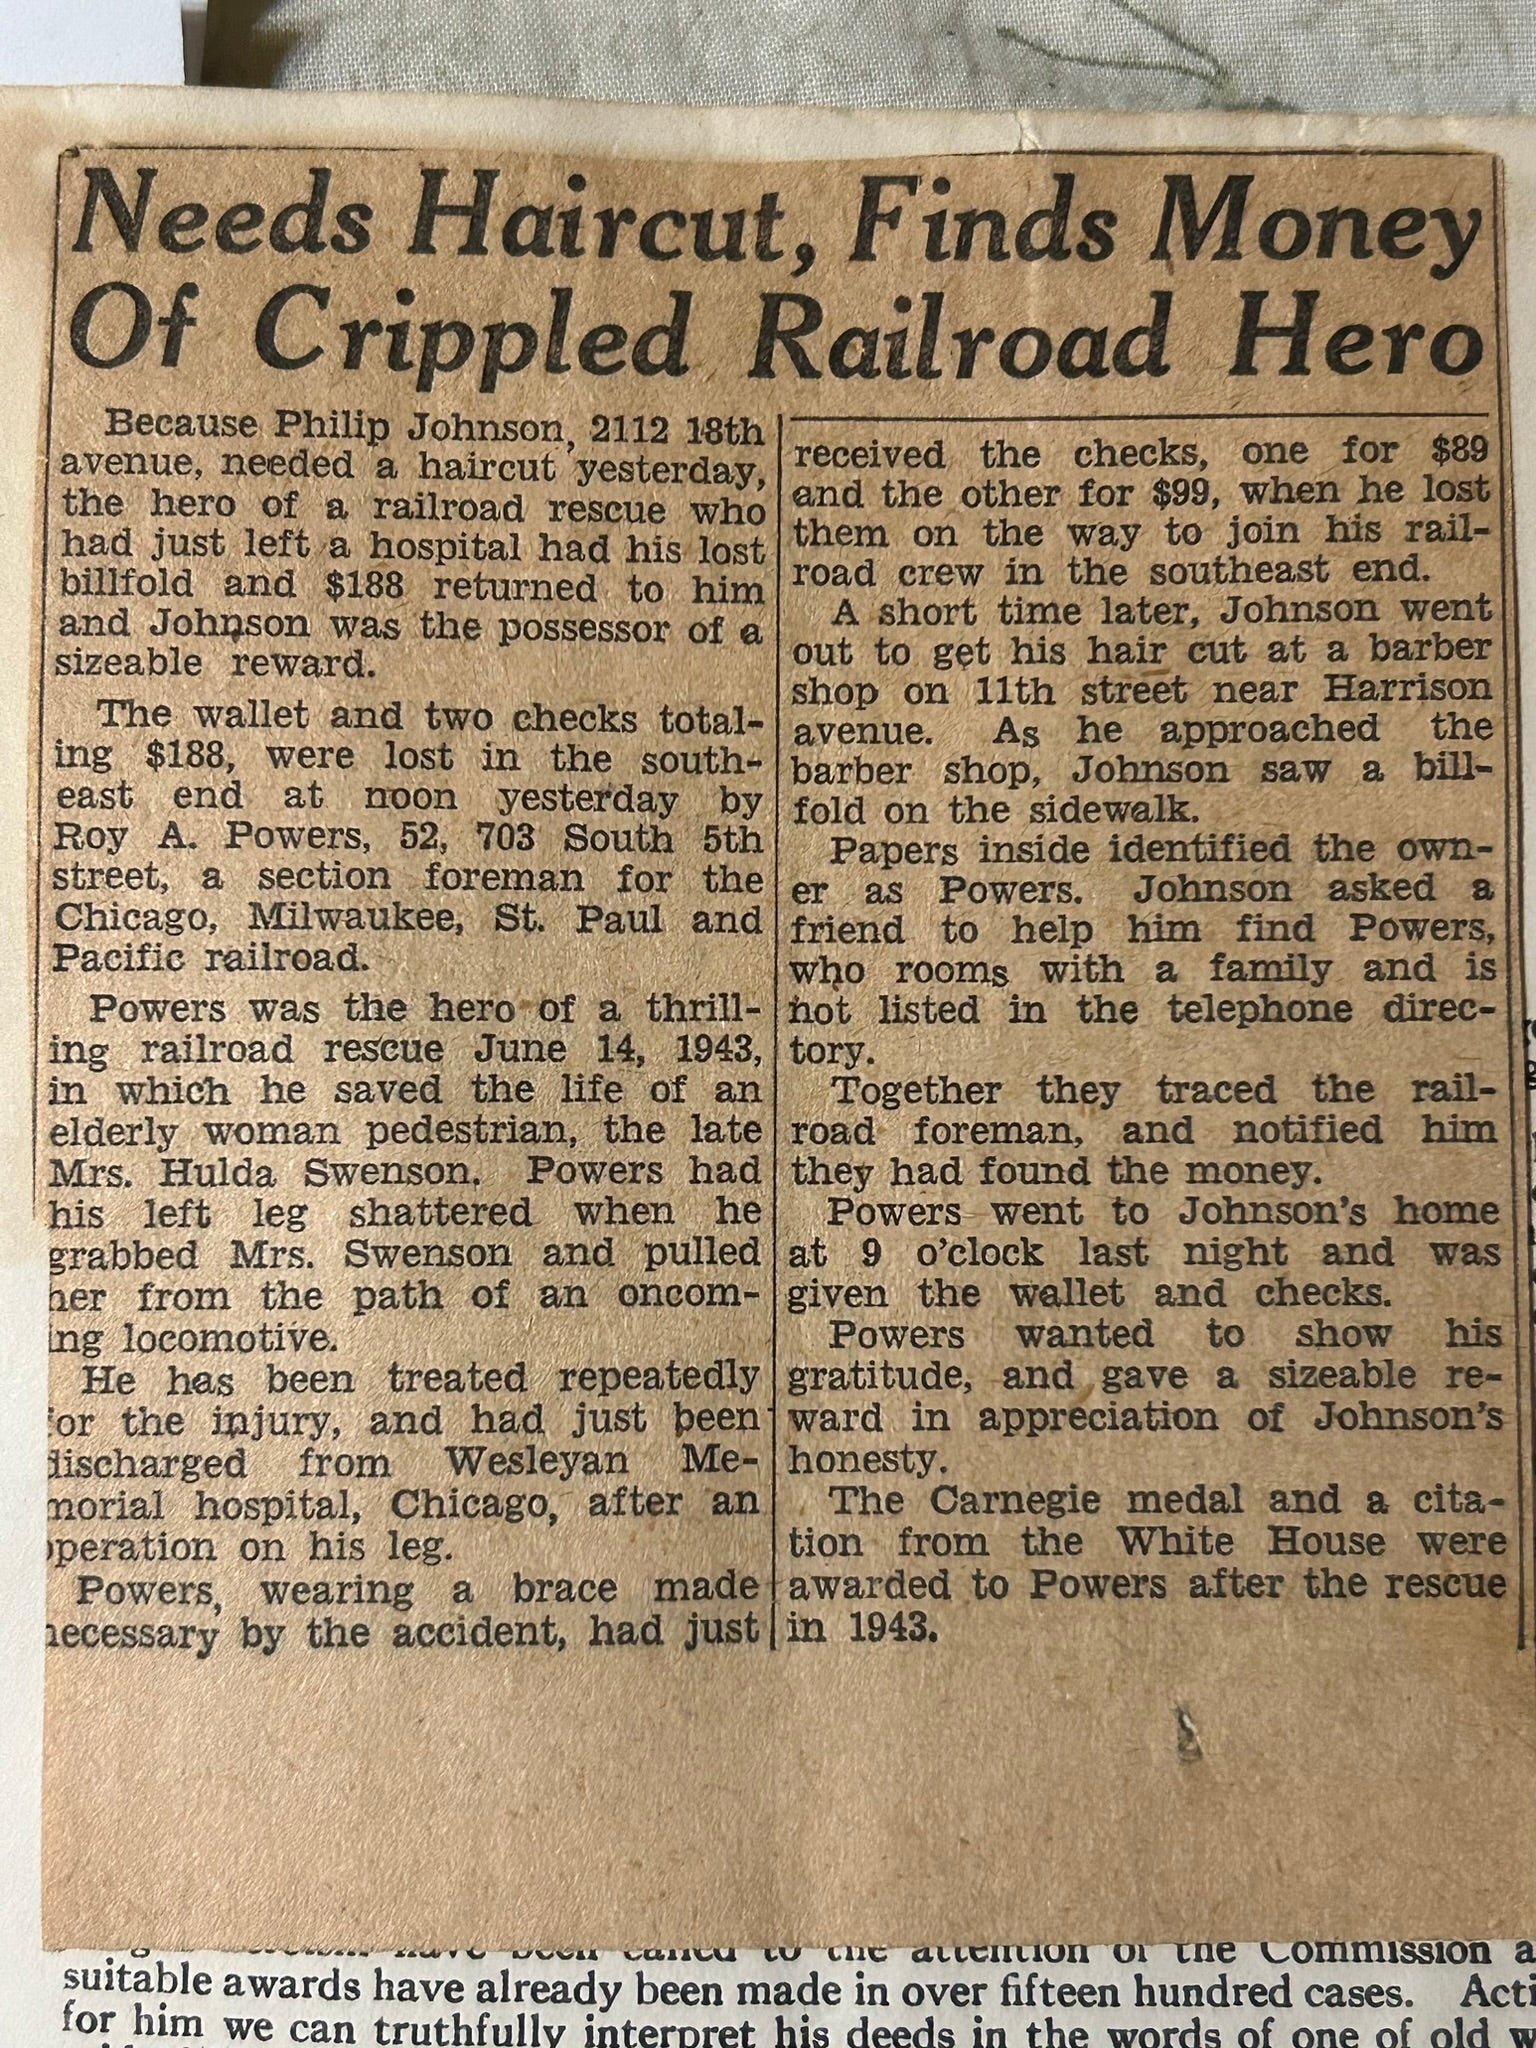 Needs Haircut, Finds Money
Of Crippled Railroad Hero
Because Philip Johnson, 2112 18th
avenue, needed a haircut yesterday,
the hero of a railroad rescue who
had just left a hospital had his lost
billfold and $188 returned to him
and Johnson was the possessor of a
sizeable reward.
The wallet and two checks total-
ing $188, were lost in the south-
east end at noon yesterday by
Roy A. Powers, 52, 703 South 5th
street, a section foreman for the
Chicago, Milwaukee, St. Paul and
Pacific railroad.
Powers was the hero of a thrill-
ing railroad rescue June 14, 1943,
in which he saved the life of an
elderly woman pedestrian, the late
Mrs. Hulda Swenson. Powers had
his left leg shattered when he
grabbed Mrs. Swenson and pulled
her from the path of an oncom-
ing locomotive.
He has been treated repeatedly
for the injury, and had just been
discharged from Wesleyan Me-
morial hospital, Chicago, after an
operation on his leg.
Powers, wearing a brace made
necessary by the accident, had just
received the checks, one for $89
and the other for $99, when he lost
them on the way to join his rail-
road crew in the southeast end.
A short time later, Johnson went
out to get his hair cut at a barber
shop on 11th street near Harrison
avenue. As he approached the
barber shop, Johnson saw a bill-
fold on the sidewalk.
Papers inside identified the own-
er as Powers. Johnson asked a
friend to help him find Powers,
who rooms with a family and is
not listed in the telephone direc-
tory.
Together they traced the rail-
road foreman, and notified him
they had found the money.
Powers went to Johnson's home
at 9 o'clock last night and was
given the wallet and checks.
Powers wanted to show his
gratitude, and gave a sizeable re-
ward in appreciation of Johnson's
honesty.
The Carnegie medal and a cita-
tion from the White House were
awarded to Powers after the rescue
in 1943.
have been called to the attention of the Commission a
suitable awards have already been made in over fifteen hundred cases. Acti
for him we can truthfully interpret his deeds in the words of one of old w